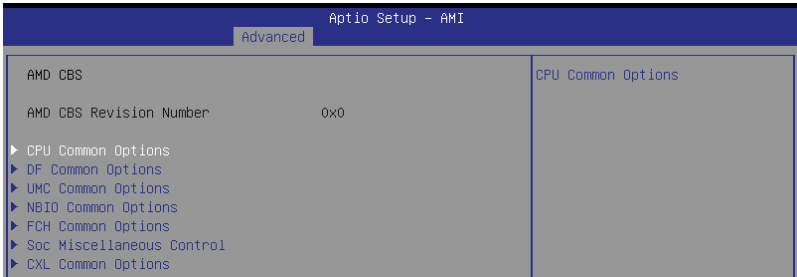 Aptio Setup – AMI
Advanced
AMD CBS
CPU Common Options
AMD CBS Revision Number 0x0
CPU Common Options
DF Common Options
UMC Common Options
NBIO Common Options
FCH Common Options
Soc Miscellaneous Control
CXL Common Options